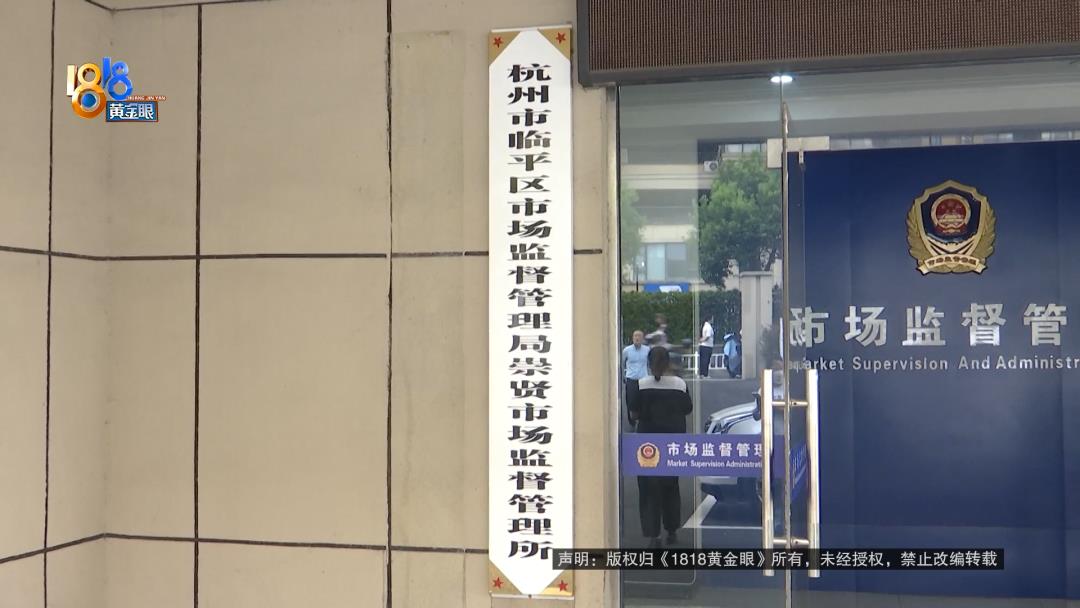 1818
HUANG JIN YAN
黄金眼
杭州市临平区市场监督管理局崇贤市场监督管理所
市场监督管
Market Supervision And Administr
市场监督管理
Market Supervision Administrati
声明：版权归《1818黄金眼》所有，未经授权，禁止改编转载